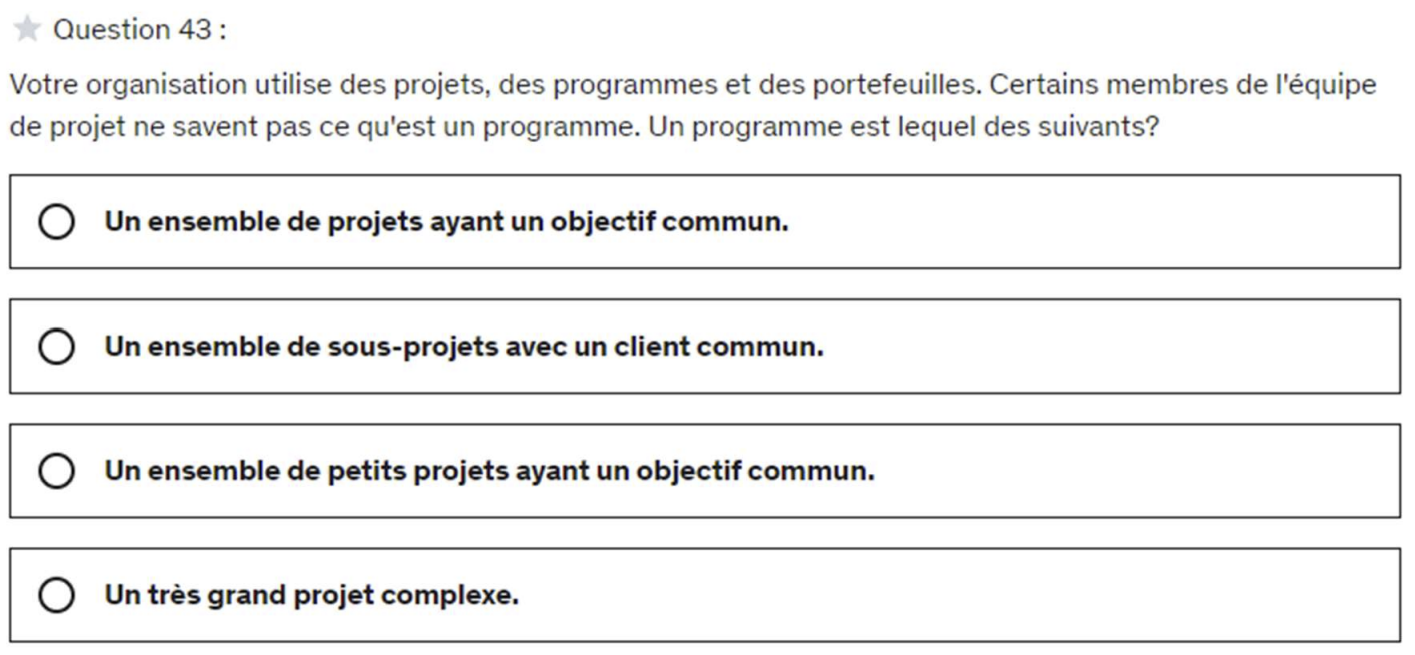 Question 43 :
Votre organisation utilise des projets, des programmes et des portefeuilles. Certains membres de l'équipe
de projet ne savent pas ce qu'est un programme. Un programme est lequel des suivants?
Un ensemble de projets ayant un objectif commun.
Un ensemble de sous-projets avec un client commun.
Un ensemble de petits projets ayant un objectif commun.
Un très grand projet complexe.